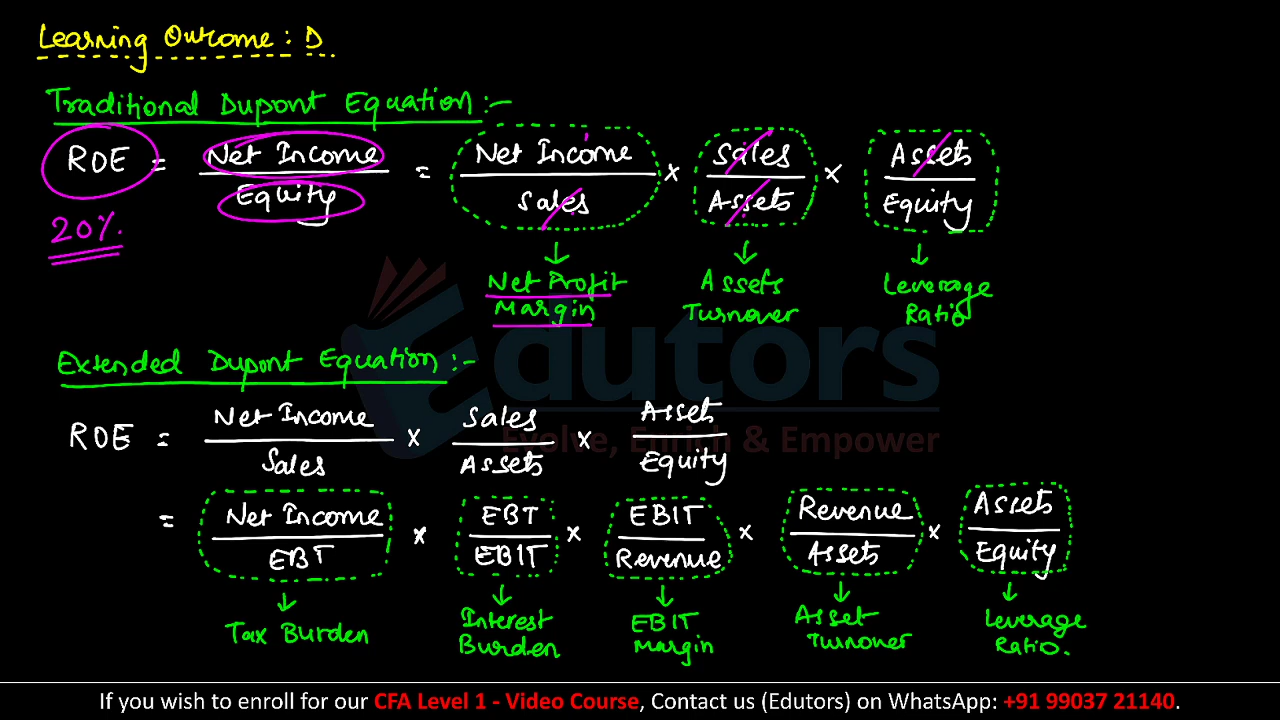 Learning Outcome : D
Traditional Dupont Equation :-
ROE = Net Income / Equity = Net Income / Sales × Sales / Assets × Assets / Equity
20%
Net Profit Margin
Assets Turnover
Leverage Ratio
Extended Dupont Equation :-
ROE = Net Income / Sales × Sales / Assets × Asset / Equity
= Net Income / EBT × EBT / EBIT × EBIT / Revenue × Revenue / Assets × Assets / Equity
Tax Burden
Interest Burden
EBIT Margin
Asset Turnover
Leverage Ratio.
Edutors
Evolve, Enrich & Empower
If you wish to enroll for our CFA Level 1 - Video Course, Contact us (Edutors) on WhatsApp: +91 99037 21140.